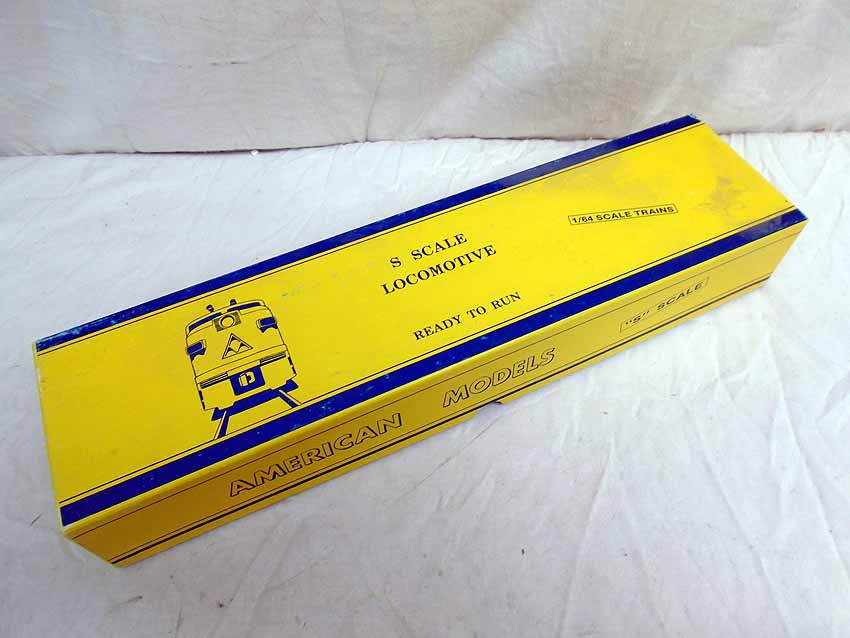 S SCALE
LOCOMOTIVE
READY TO RUN
1/64 SCALE TRAINS
AMERICAN MODELS
"S" SCALE